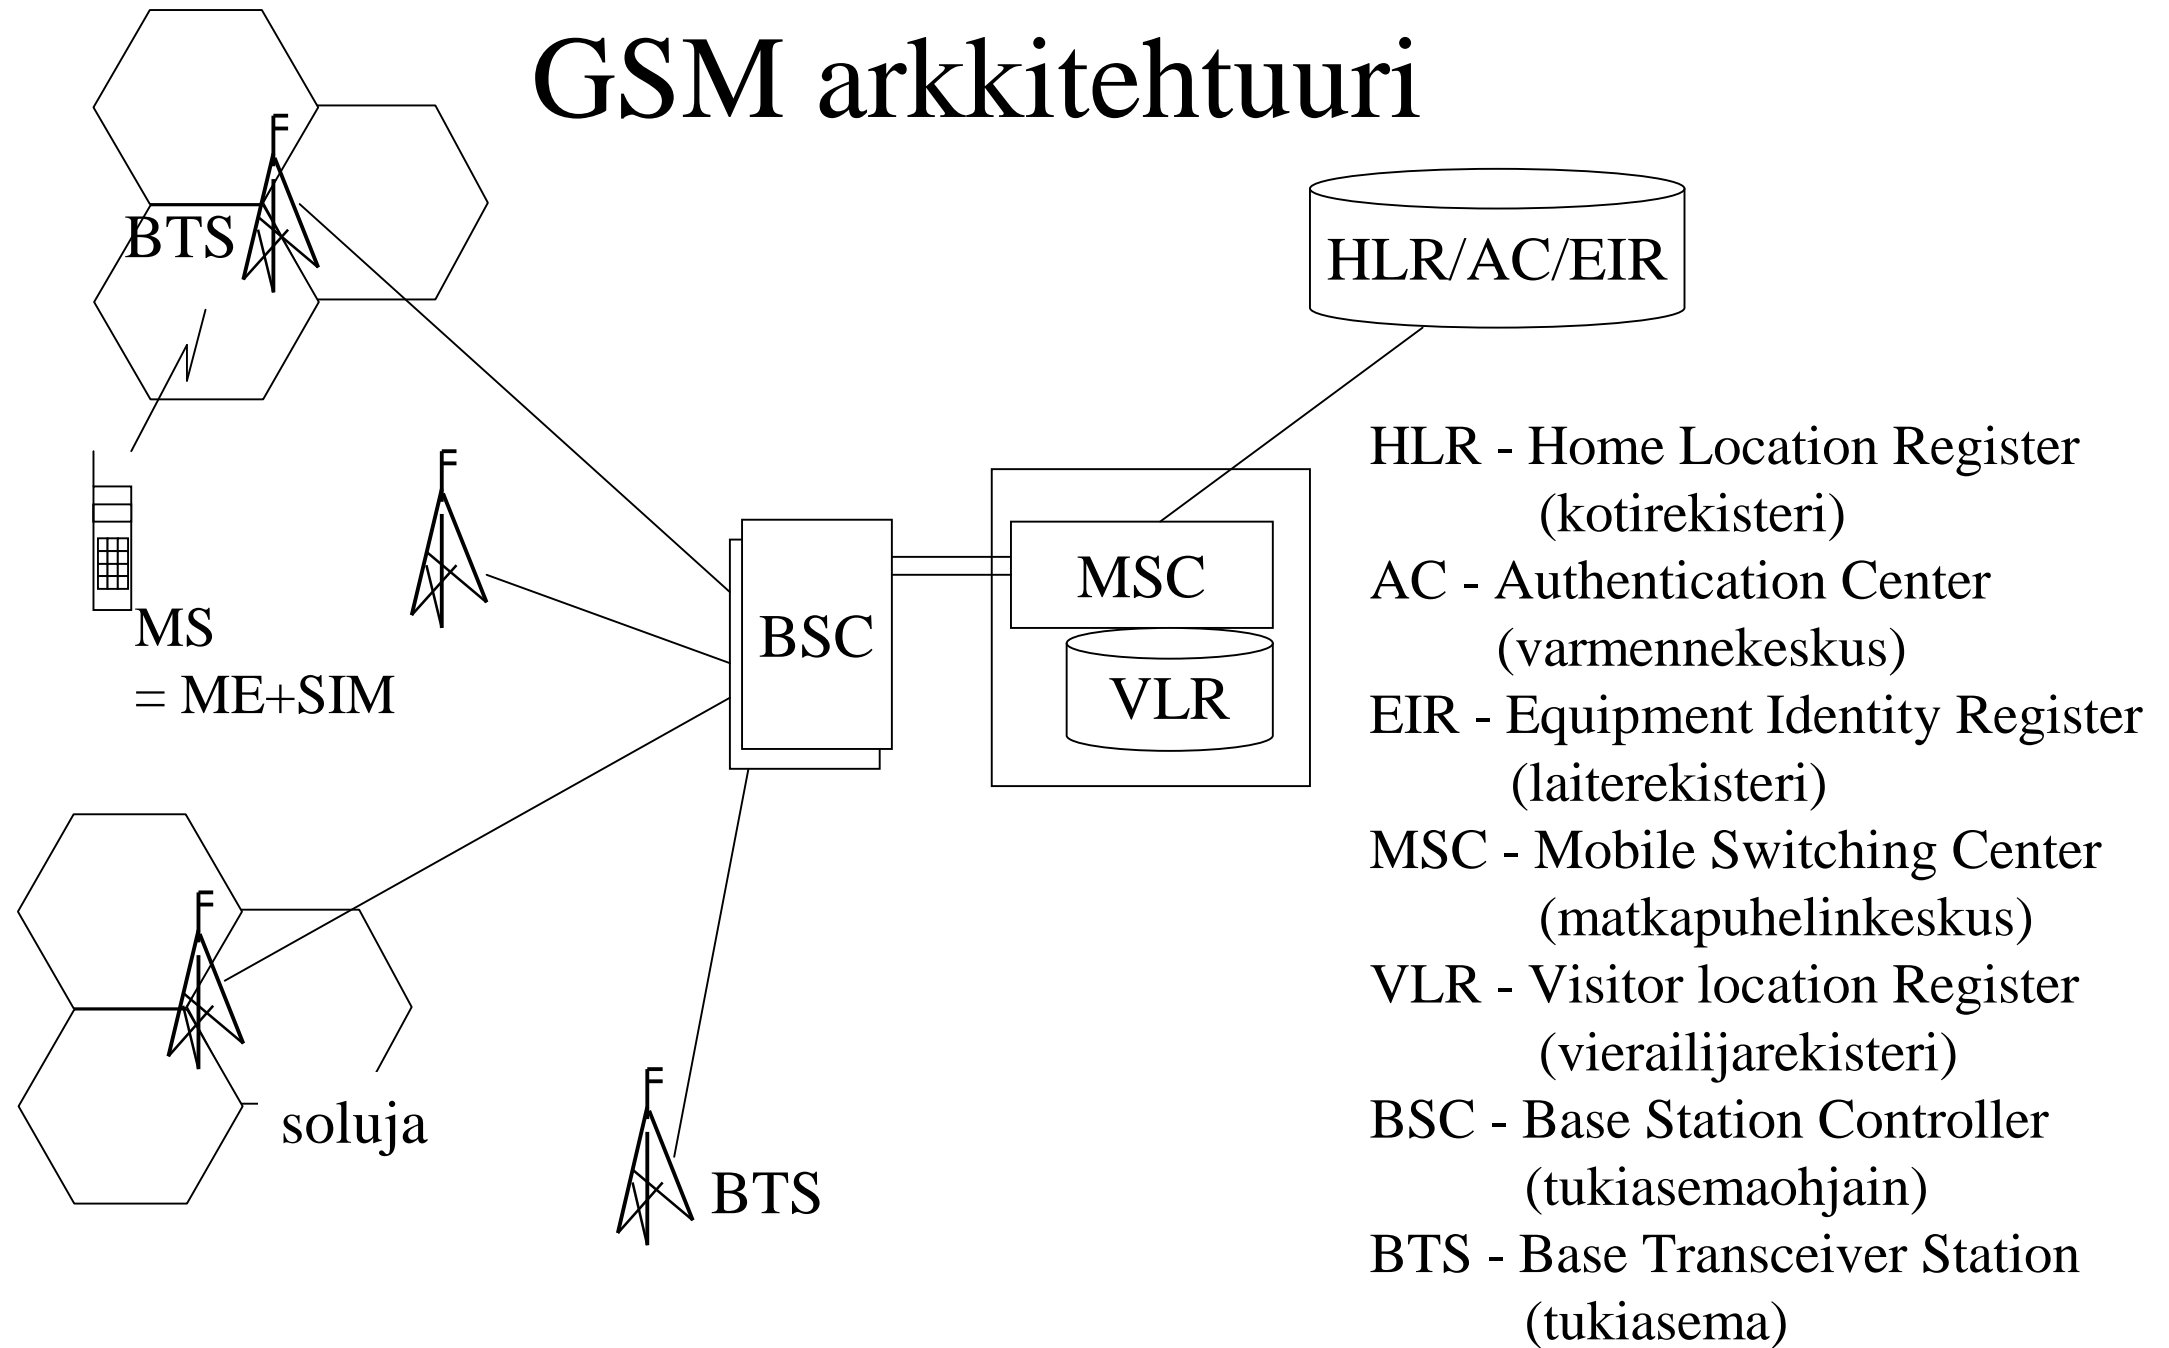 GSM arkkitehtuuri
BTS
HLR/AC/EIR
MS
= ME+SIM
BSC
MSC
VLR
soluja
BTS
HLR - Home Location Register
(kotirekisteri)
AC - Authentication Center
(varmennekeskus)
EIR - Equipment Identity Register
(laiterekisteri)
MSC - Mobile Switching Center
(matkapuhelinkeskus)
VLR - Visitor location Register
(vierailijarekisteri)
BSC - Base Station Controller
(tukiasemaohjain)
BTS - Base Transceiver Station
(tukiasema)